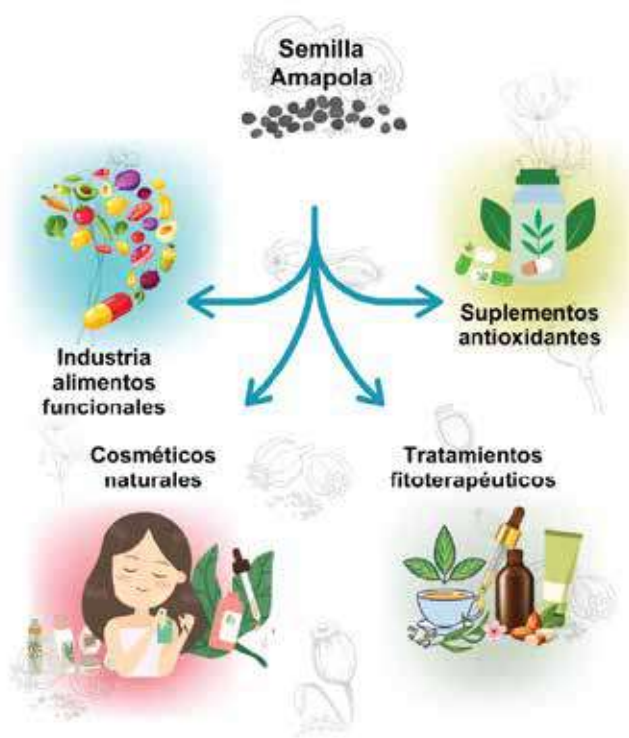 Semilla
Amapola
Industria
alimentos
funcionales
Suplementos
antioxidantes
Cosméticos
naturales
Tratamientos
fitoterapéuticos